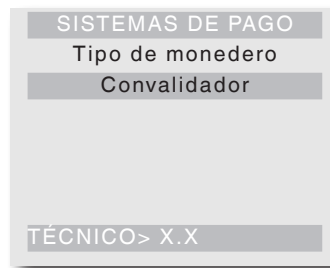 SISTEMAS DE PAGO
Tipo de monedero
Convalidador
TÉCNICO> X.X